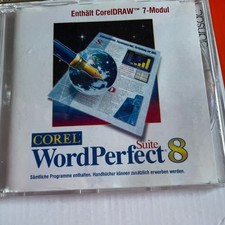 Enthält CorelDRAW™ 7-Modul
COREL
WordPerfect Suite 8
Sämtliche Programme enthalten. Handbücher können zusätzlich erworben werden.